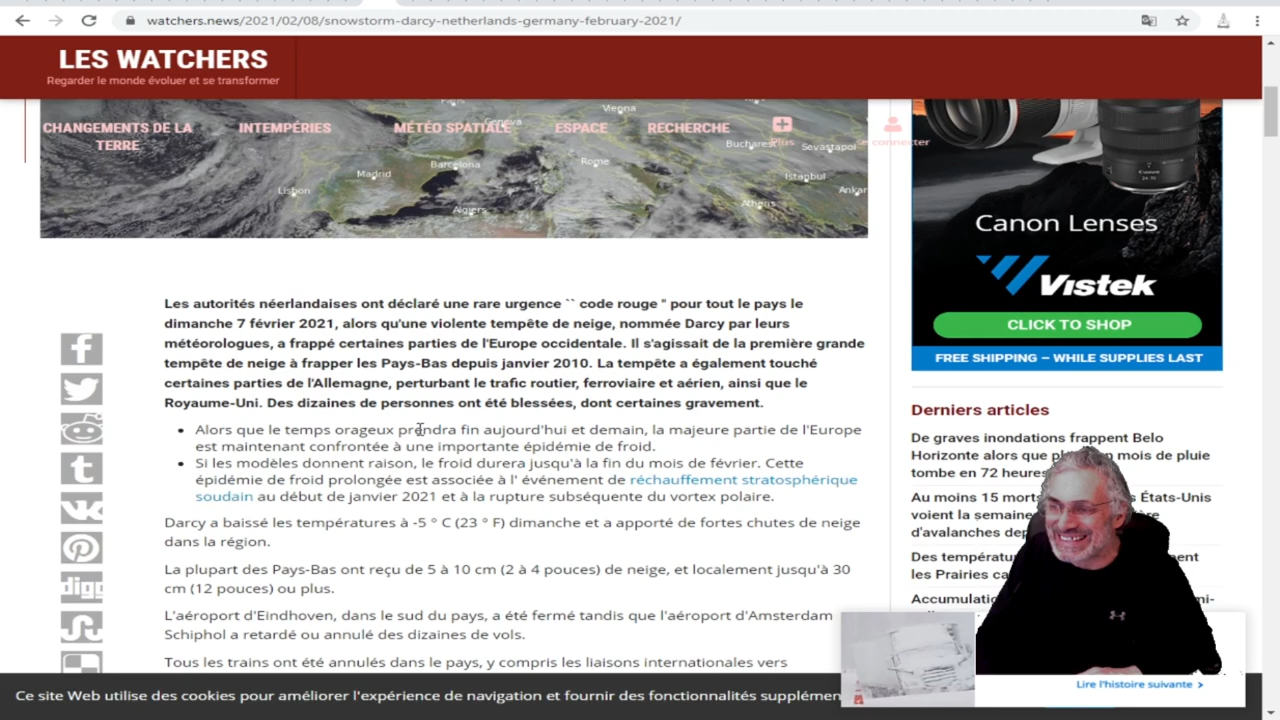 watchers.news/2021/02/08/snowstorm-darcy-netherlands-germany-february-2021/
LES WATCHERS
Regarder le monde évoluer et se transformer
CHANGEMENTS DE LA
TERRE
INTEMPÉRIES
MÉTÉO SPATIALE
ESPACE
RECHERCHE
Plus
connecter
Vienna
Geneva
Bucharest
Sevastapol
Barcelona
Rome
Madrid
Istanbul
Lisbon
Ankar
Algiers
Athens
Canon Lenses
Vistek
CLICK TO SHOP
FREE SHIPPING – WHILE SUPPLIES LAST
Les autorités néerlandaises ont déclaré une rare urgence `` code rouge '' pour tout le pays le
dimanche 7 février 2021, alors qu'une violente tempête de neige, nommée Darcy par leurs
météorologues, a frappé certaines parties de l'Europe occidentale. Il s'agissait de la première grande
tempête de neige à frapper les Pays-Bas depuis janvier 2010. La tempête a également touché
certaines parties de l'Allemagne, perturbant le trafic routier, ferroviaire et aérien, ainsi que le
Royaume-Uni. Des dizaines de personnes ont été blessées, dont certaines gravement.
• Alors que le temps orageux prendra fin aujourd'hui et demain, la majeure partie de l'Europe
est maintenant confrontée à une importante épidémie de froid.
• Si les modèles donnent raison, le froid durera jusqu'à la fin du mois de février. Cette
épidémie de froid prolongée est associée à l' événement de réchauffement stratosphérique
soudain au début de janvier 2021 et à la rupture subséquente du vortex polaire.
Darcy a baissé les températures à -5 ° C (23 ° F) dimanche et a apporté de fortes chutes de neige
dans la région.
La plupart des Pays-Bas ont reçu de 5 à 10 cm (2 à 4 pouces) de neige, et localement jusqu'à 30
cm (12 pouces) ou plus.
L'aéroport d'Eindhoven, dans le sud du pays, a été fermé tandis que l'aéroport d'Amsterdam
Schiphol a retardé ou annulé des dizaines de vols.
Tous les trains ont été annulés dans le pays, y compris les liaisons internationales vers
digg
Derniers articles
De graves inondations frappent Belo
Horizonte alors que mois de pluie
tombe en 72 heures
Au moins 15 morts États-Unis
voient la semaine
d'avalanches
Des températu
les Prairies
Lire l'histoire suivante
Ce site Web utilise des cookies pour améliorer l'expérience de navigation et fournir des fonctionnalités